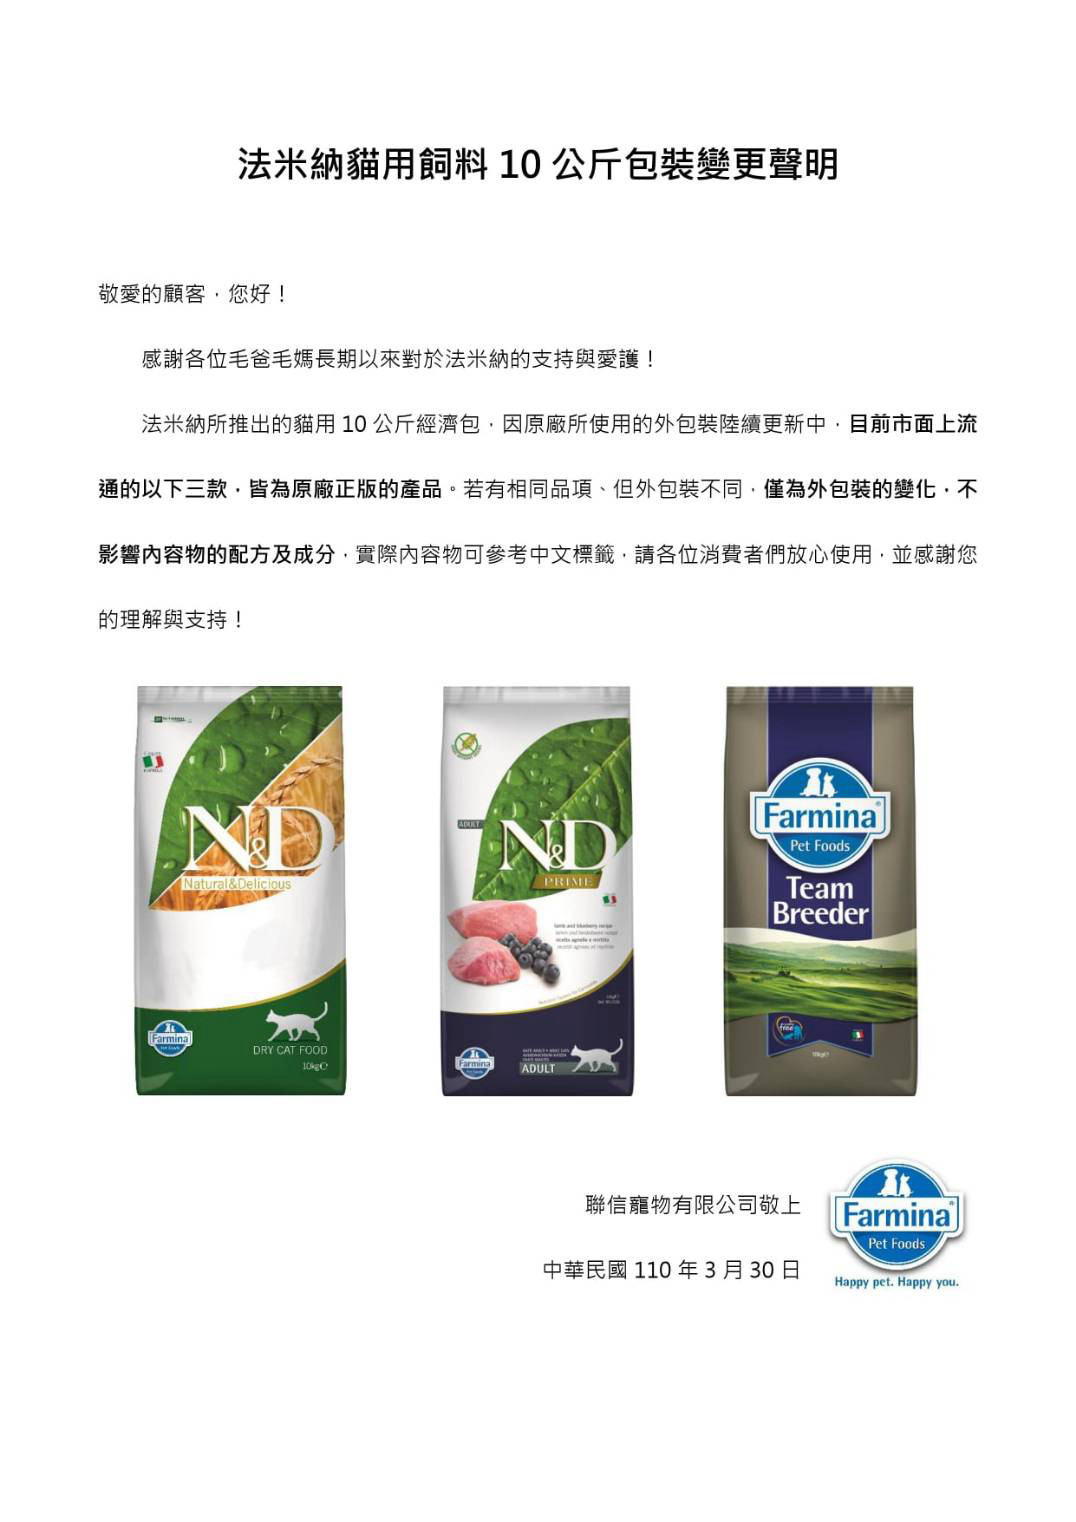 法米納貓用飼料 10 公斤包裝變更聲明
敬愛的顧客，您好！
感謝各位毛爸毛媽長期以來對於法米納的支持與愛護！
法米納所推出的貓用 10 公斤經濟包，因原廠所使用的外包裝陸續更新中，目前市面上流
通的以下三款，皆為原廠正版的產品。若有相同品項、但外包裝不同，僅為外包裝的變化，不
影響內容物的配方及成分，實際內容物可參考中文標籤，請各位消費者們放心使用，並感謝您
的理解與支持！
N&D
Natural&Delicious
Farmina
Pet Foods
DRY CAT FOOD
10kg℮
ADULT
N&D
PRIME
lamb and blueberry recipe
Farmina
ADULT
Farmina®
Pet Foods
Team
Breeder
10kg℮
聯信寵物有限公司敬上
中華民國 110 年 3 月 30 日
Farmina®
Pet Foods
Happy pet. Happy you.